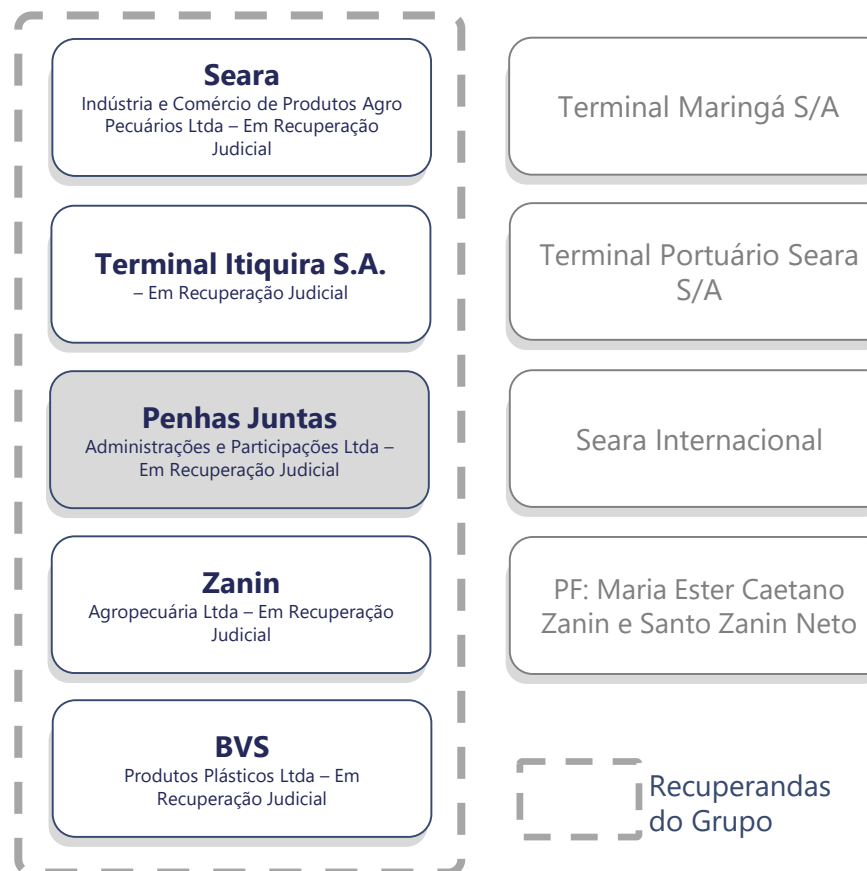 Seara
Indústria e Comércio de Produtos Agro
Pecuários Ltda – Em Recuperação
Judicial
Terminal Itiquira S.A.
– Em Recuperação Judicial
Penhas Juntas
Administrações e Participações Ltda –
Em Recuperação Judicial
Zanin
Agropecuária Ltda – Em Recuperação
Judicial
BVS
Produtos Plásticos Ltda – Em
Recuperação Judicial
Terminal Maringá S/A
Terminal Portuário Seara
S/A
Seara Internacional
PF: Maria Ester Caetano
Zanin e Santo Zanin Neto
Recuperandas
do Grupo